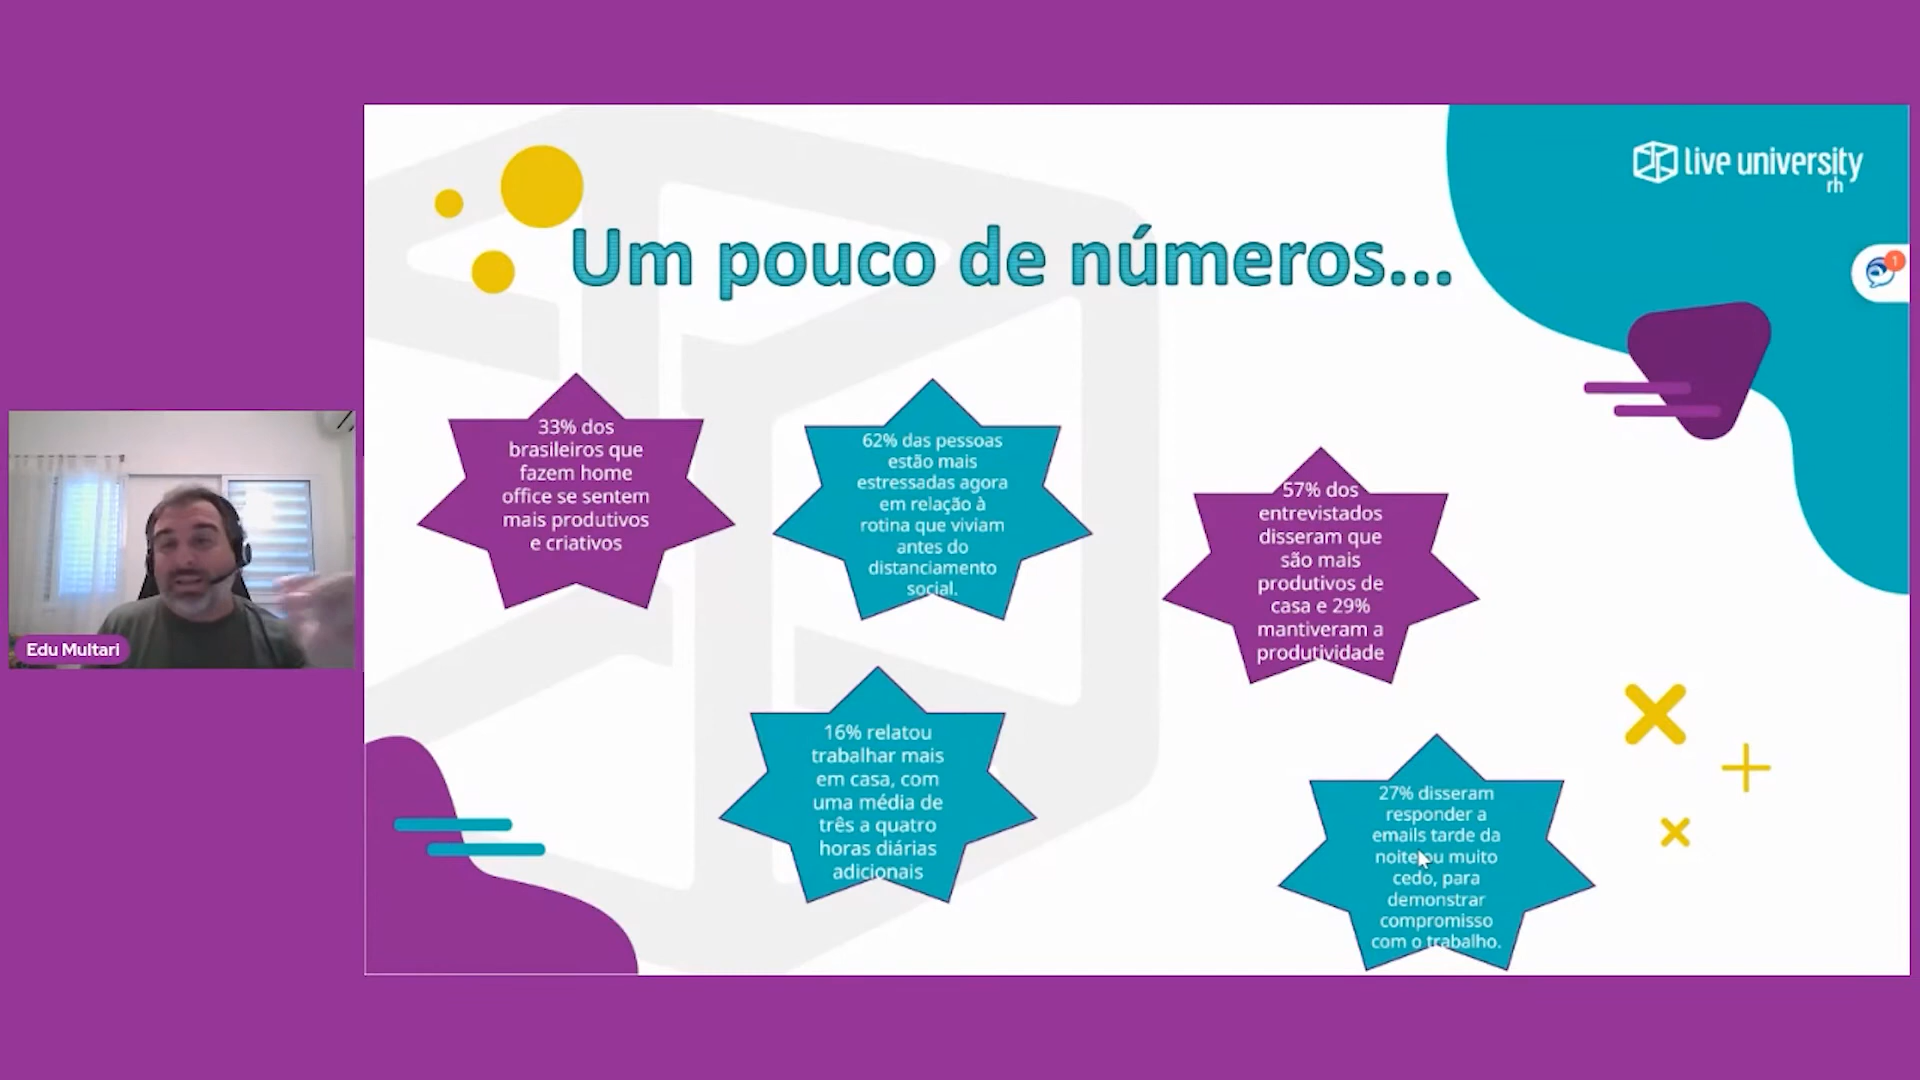 live university
rh
1
Um pouco de números...
33% dos
brasileiros que
fazem home
office se sentem
mais produtivos
e criativos
62% das pessoas
estão mais
estressadas agora
em relação à
rotina que viviam
antes do
distanciamento
social.
57% dos
entrevistados
disseram que
são mais
produtivos de
casa e 29%
mantiveram a
produtividade
16% relatou
trabalhar mais
em casa, com
uma média de
três a quatro
horas diárias
adicionais
27% disseram
responder a
emails tarde da
noite ou muito
cedo, para
demonstrar
compromisso
com o trabalho.
Edu Multari